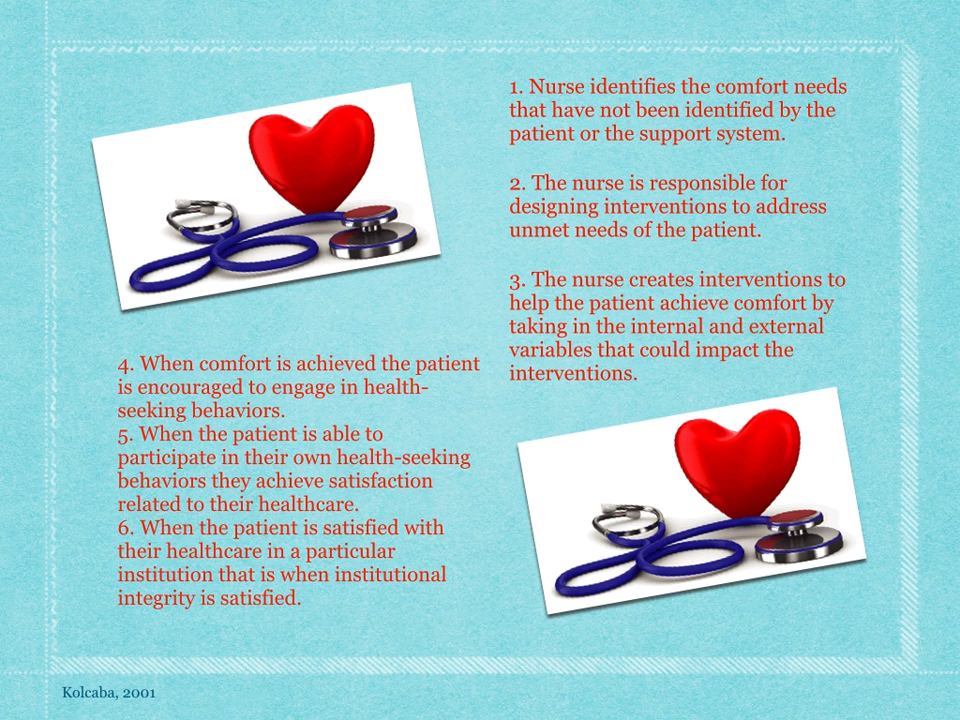 1. Nurse identifies the comfort needs
that have not been identified by the
patient or the support system.
2. The nurse is responsible for
designing interventions to address
unmet needs of the patient.
3. The nurse creates interventions to
help the patient achieve comfort by
taking in the internal and external
variables that could impact the
interventions.
4. When comfort is achieved the patient
is encouraged to engage in health-
seeking behaviors.
5. When the patient is able to
participate in their own health-seeking
behaviors they achieve satisfaction
related to their healthcare.
6. When the patient is satisfied with
their healthcare in a particular
institution that is when institutional
integrity is satisfied.
Kolcaba, 2001